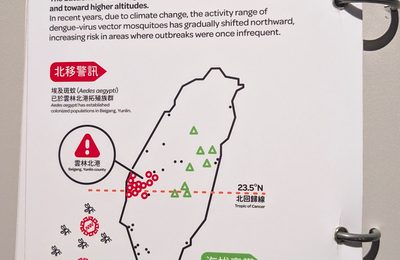 and toward higher altitudes.
In recent years, due to climate change, the activity range of
dengue-virus vector mosquitoes has gradually shifted northward,
increasing risk in areas where outbreaks were once infrequent.
北移警訊
埃及斑蚊 (Aedes aegypti)
已於雲林北港拓殖族群
Aedes aegypti has established
colonized populations in Beigang, Yunlin.
雲林北港
Beigang, Yunlin county
23.5°N
北回歸線
Tropic of Cancer